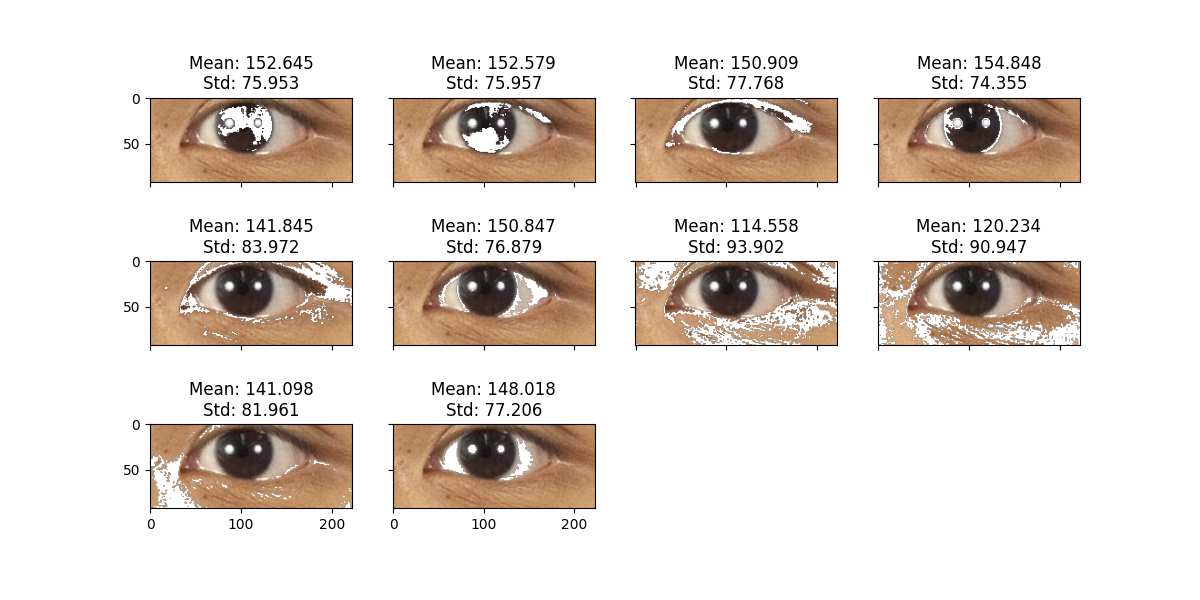 Mean: 152.645
Std: 75.953
Mean: 152.579
Std: 75.957
Mean: 150.909
Std: 77.768
Mean: 154.848
Std: 74.355
0
50
Mean: 141.845
Std: 83.972
Mean: 150.847
Std: 76.879
Mean: 114.558
Std: 93.902
Mean: 120.234
Std: 90.947
0
50
Mean: 141.098
Std: 81.961
Mean: 148.018
Std: 77.206
0
50
0 100 200
0 100 200